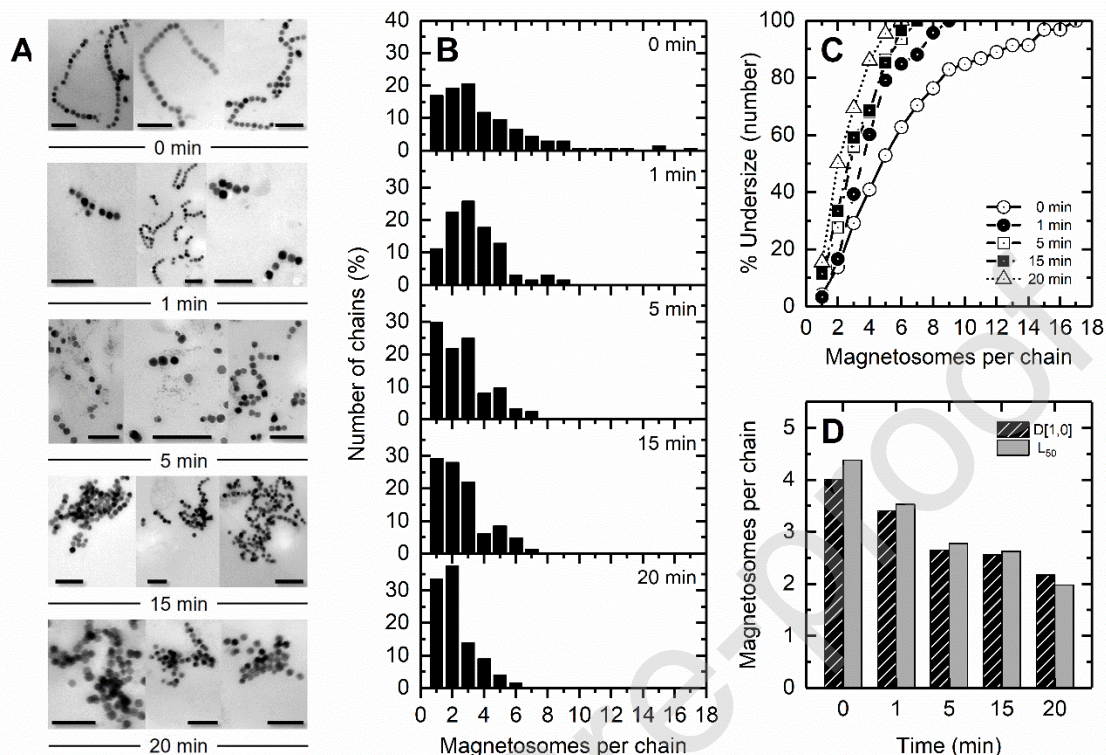 A
0 min
1 min
5 min
15 min
20 min
B
Number of chains (%)
40
30
20
10
0
0 min
30
20
10
0
1 min
30
20
10
0
5 min
30
20
10
0
15 min
30
20
10
0
20 min
0 2 4 6 8 10 12 14 16 18
Magnetosomes per chain
C
% Undersize (number)
100
80
60
40
20
0
0 min
1 min
5 min
15 min
20 min
0 2 4 6 8 10 12 14 16 18
Magnetosomes per chain
D
Magnetosomes per chain
5
4
3
2
1
0
D[1,0]
L50
0 1 5 15 20
Time (min)
re-proof